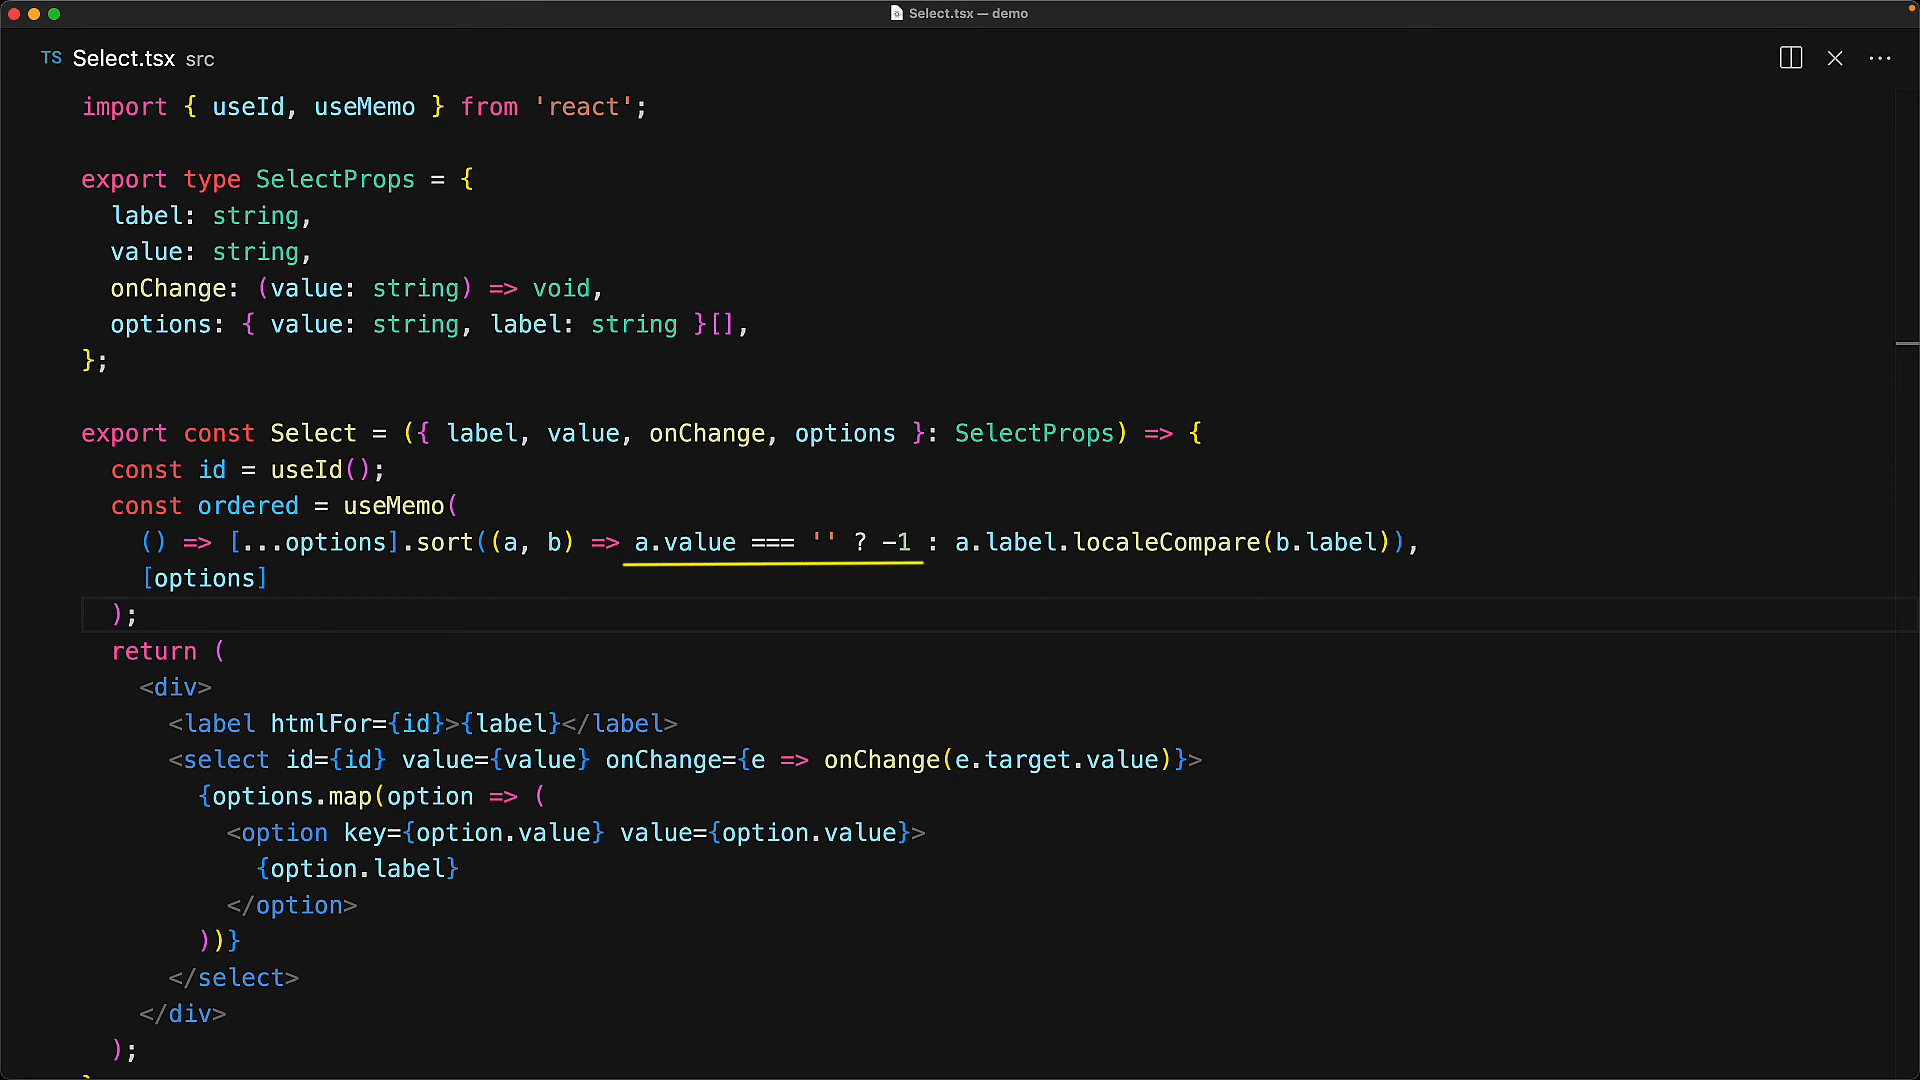 Select.tsx — demo
TS Select.tsx src
import { useId, useMemo } from 'react';
export type SelectProps = {
  label: string,
  value: string,
  onChange: (value: string) => void,
  options: { value: string, label: string }[],
};
export const Select = ({ label, value, onChange, options }: SelectProps) => {
  const id = useId();
  const ordered = useMemo(
    () => [...options].sort((a, b) => a.value === '' ? -1 : a.label.localeCompare(b.label)),
    [options]
  );
  return (
    <div>
      <label htmlFor={id}>{label}</label>
      <select id={id} value={value} onChange={e => onChange(e.target.value)}>
        {options.map(option => (
          <option key={option.value} value={option.value}>
            {option.label}
          </option>
        ))}
      </select>
    </div>
  );